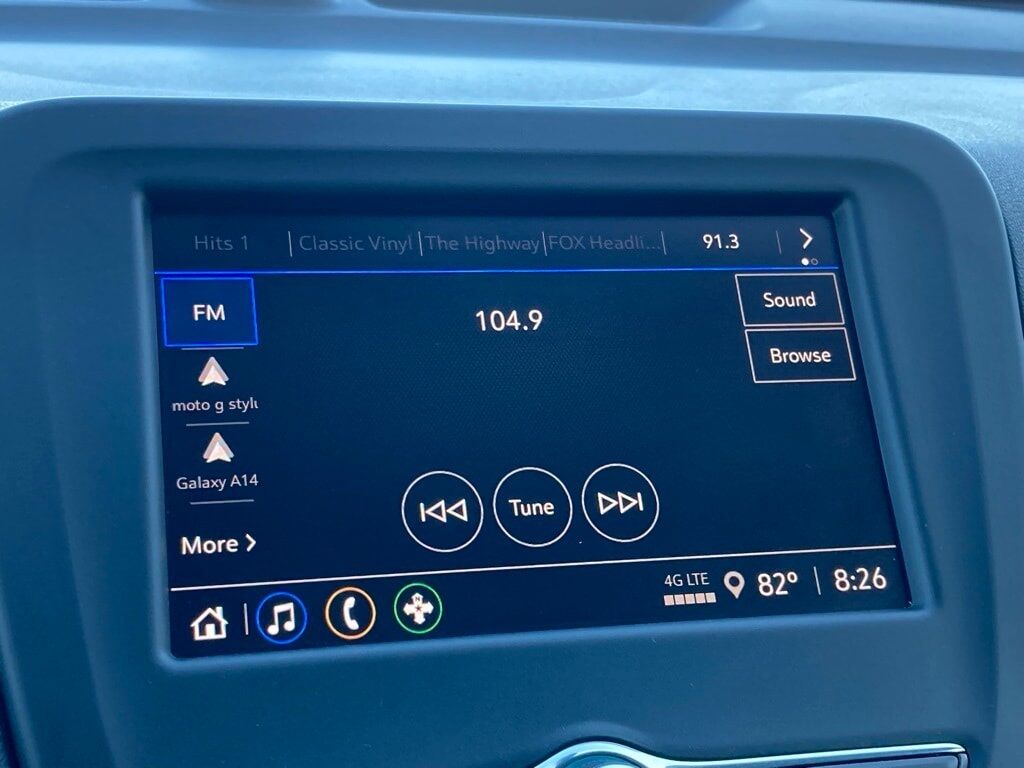 Hits 1 Classic Vinyl The Highway FOX Headli... 91.3
FM
104.9
Sound
Browse
moto g stylu
Galaxy A14
Tune
More
N
4G LTE
82°
8:26